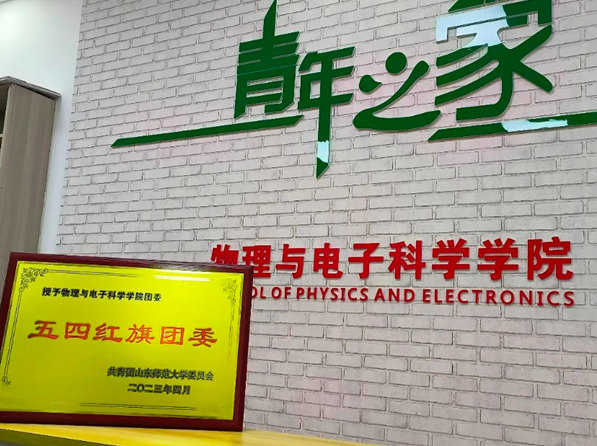 青年之家
物理与电子科学学院
OL OF PHYSICS AND ELECTRONICS
授予物理与电子科学学院团委
五四红旗团委
共青团山东师范大学委员会
二〇二三年四月